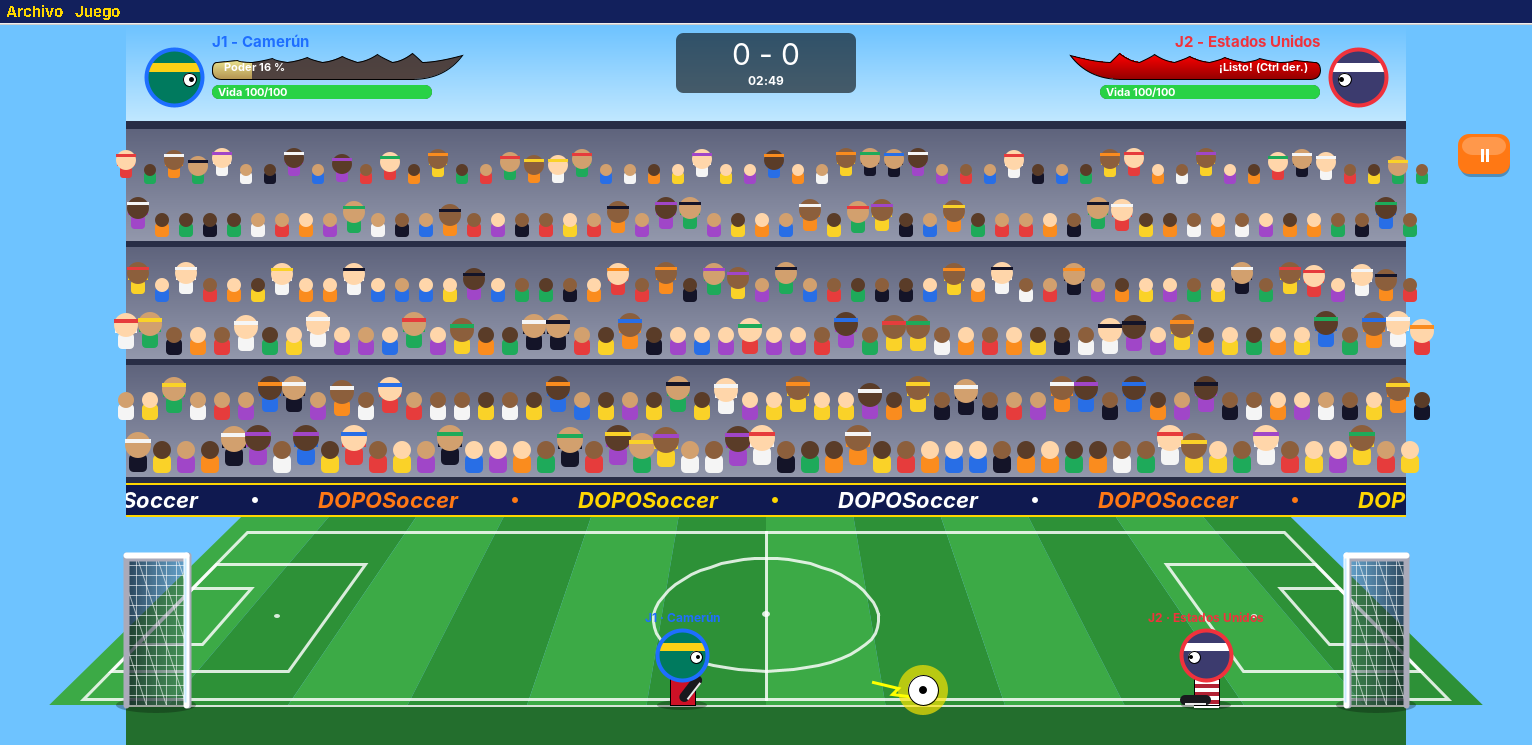 Archivo Juego
J1 - Camerún
Poder 16 %
Vida 100/100
0 - 0
02:49
J2 - Estados Unidos
¡Listo! (Ctrl der.)
Vida 100/100
Soccer • DOPOSoccer • DOPOSoccer • DOPOSoccer • DOPOSoccer • DOP
J1 - Camerún
J2 - Estados Unidos